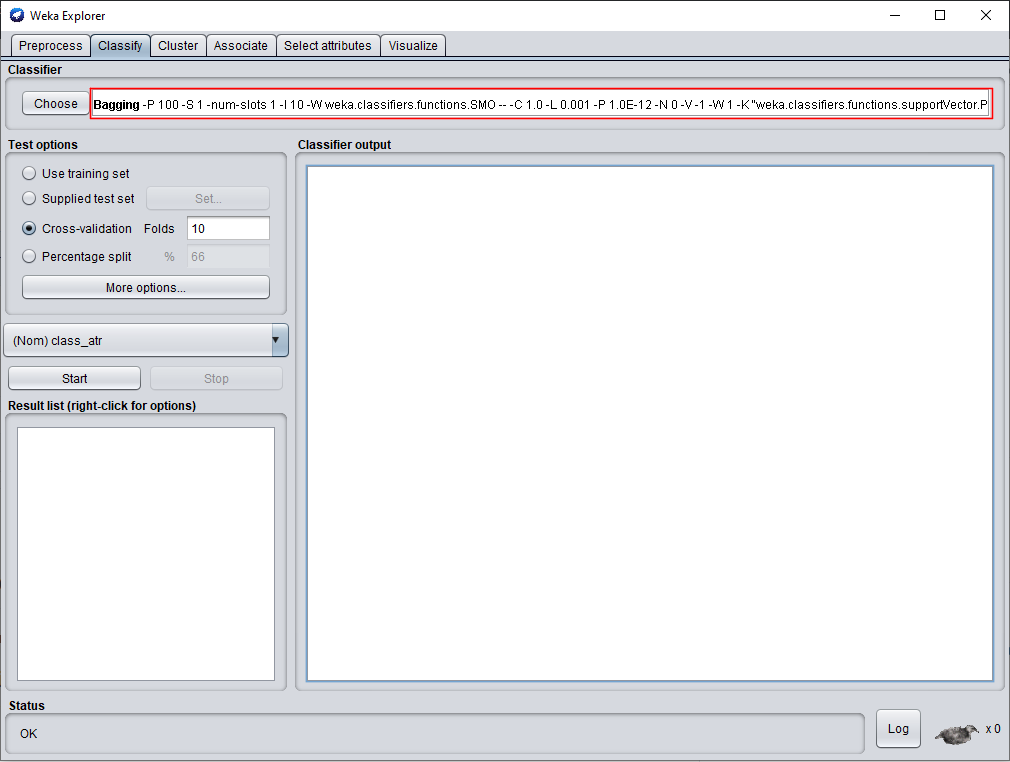 Weka Explorer
Preprocess Classify Cluster Associate Select attributes Visualize
Classifier
Choose Bagging -P 100 -S 1 -num-slots 1 -I 10 -W weka.classifiers.functions.SMO -- -C 1.0 -L 0.001 -P 1.0E-12 -N 0 -V -1 -W 1 -K "weka.classifiers.functions.supportVector.P
Test options
Use training set
Supplied test set Set...
Cross-validation Folds 10
Percentage split % 66
More options...
(Nom) class_atr
Start Stop
Result list (right-click for options)
Classifier output
Status
OK
Log x 0